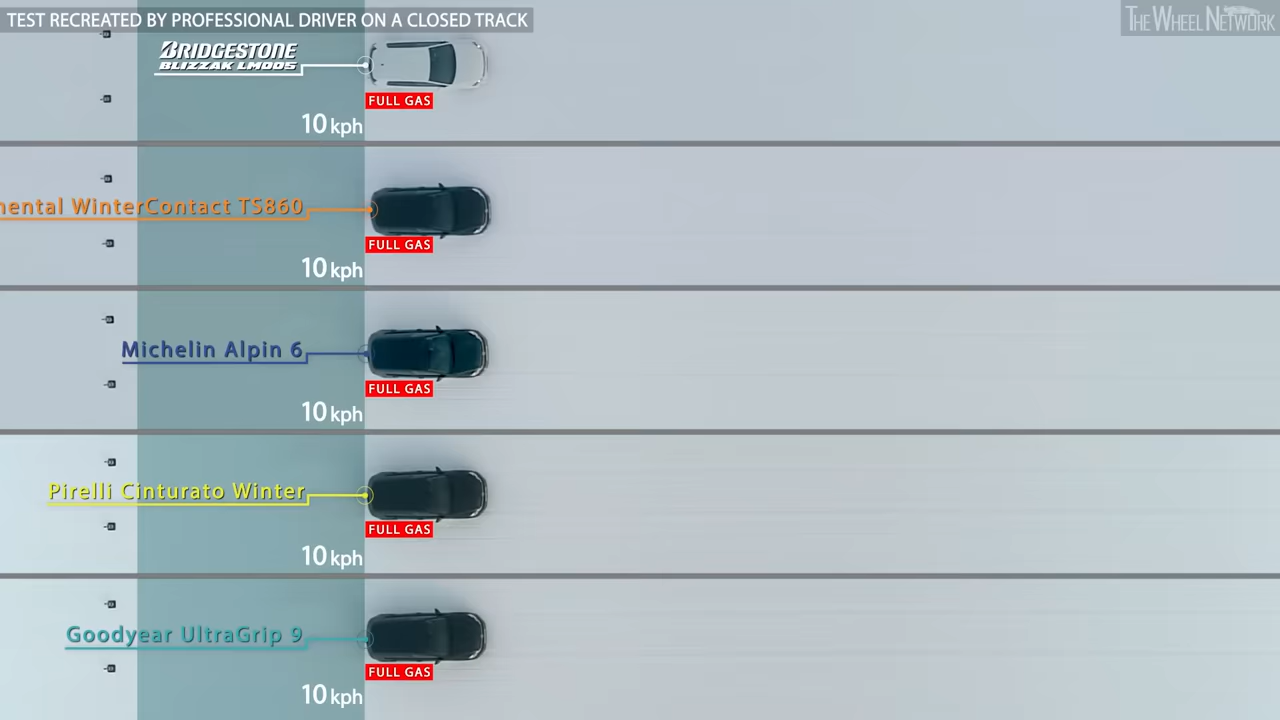 TEST RECREATED BY PROFESSIONAL DRIVER ON A CLOSED TRACK
THE WHEEL NETWORK
BRIDGESTONE
BLIZZAK LM005
FULL GAS
10 kph
WinterContact TS860
FULL GAS
10 kph
Michelin Alpin 6
FULL GAS
10 kph
Pirelli Cinturato Winter
FULL GAS
10 kph
Goodyear UltraGrip 9
FULL GAS
10 kph